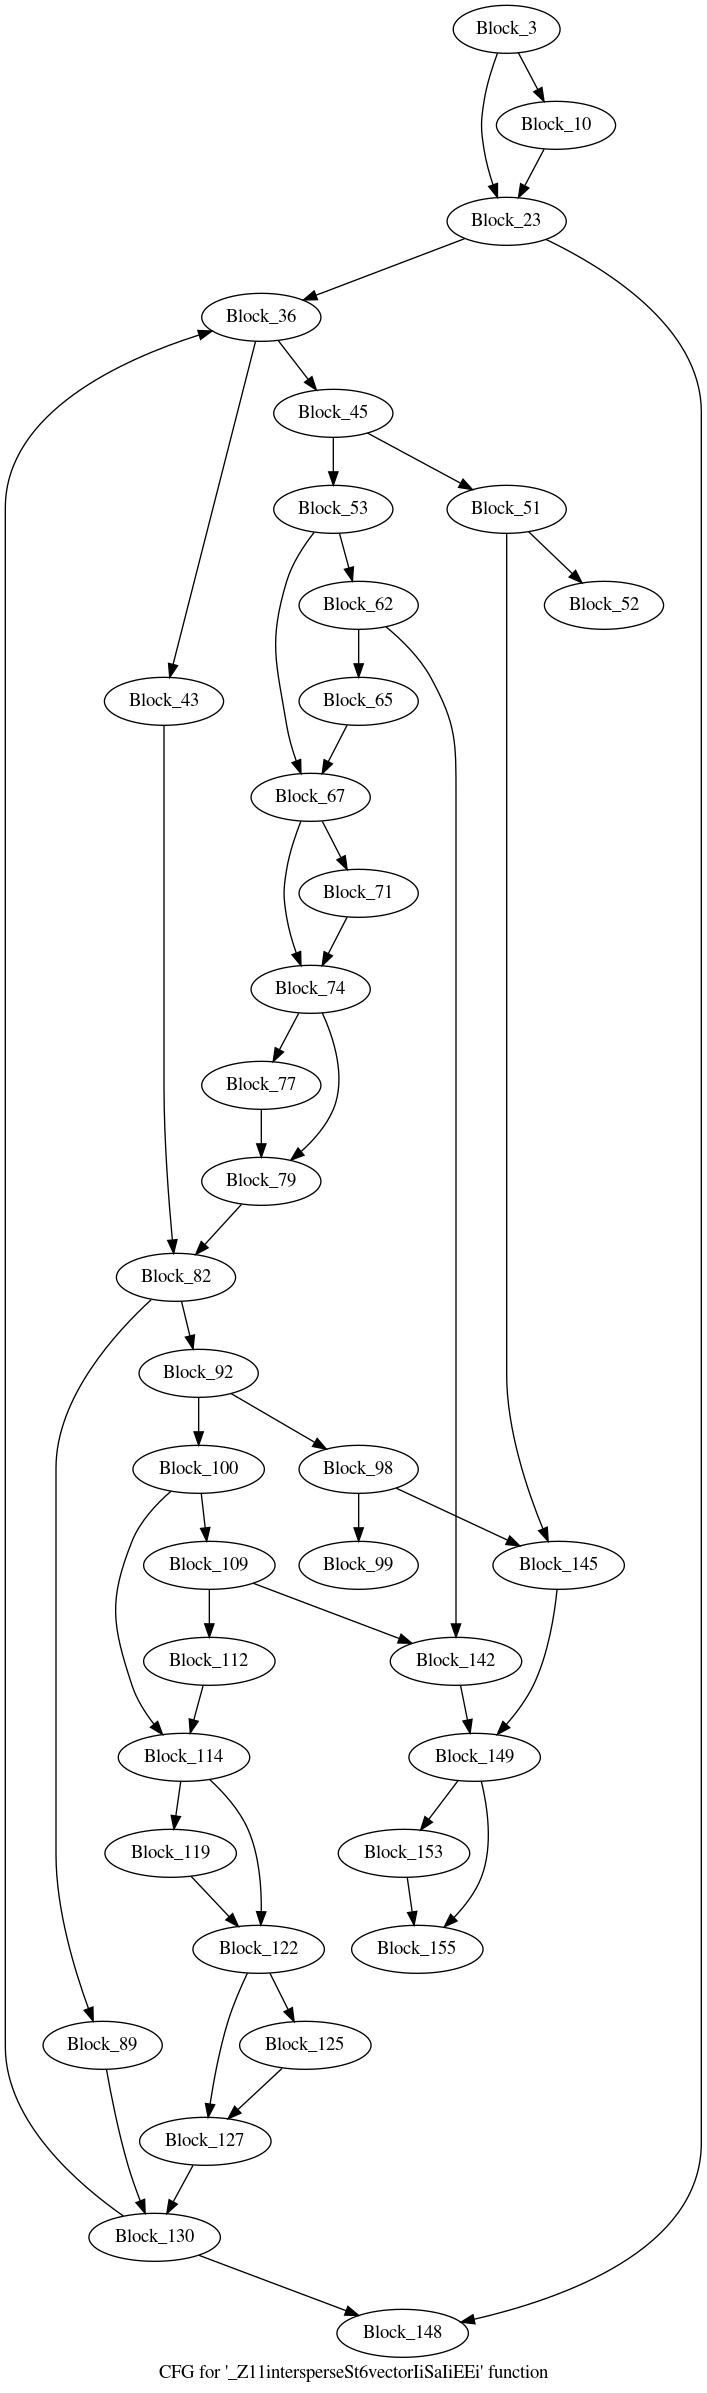 Block_3
Block_10
Block_23
Block_36
Block_45
Block_53
Block_51
Block_62
Block_52
Block_43
Block_65
Block_67
Block_71
Block_74
Block_77
Block_79
Block_82
Block_92
Block_100
Block_98
Block_109
Block_99
Block_145
Block_112
Block_142
Block_114
Block_149
Block_119
Block_153
Block_122
Block_155
Block_89
Block_125
Block_127
Block_130
Block_148
CFG for '_Z11intersperseSt6vectorIiSaIiEEi' function